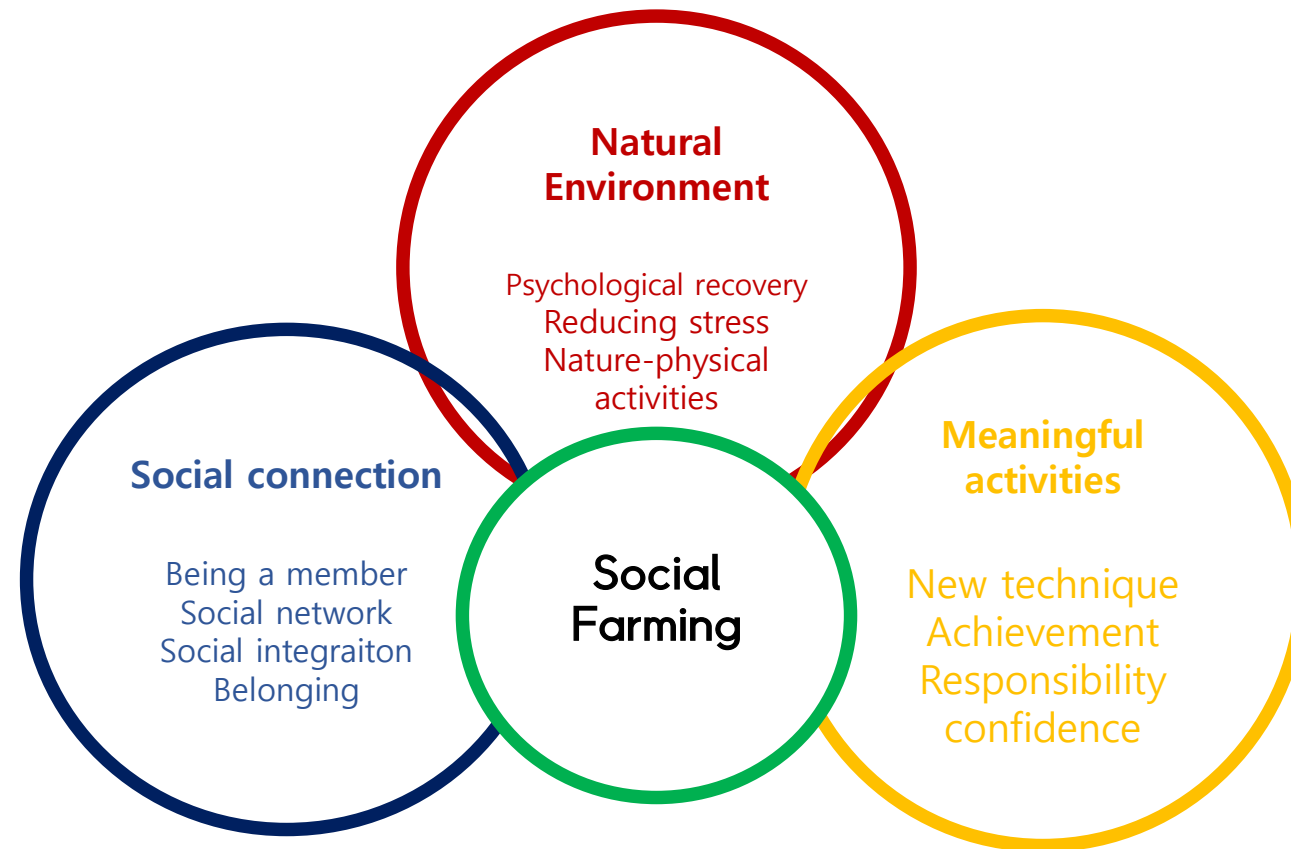 Natural
Environment
Psychological recovery
Reducing stress
Nature-physical
activities
Social connection
Being a member
Social network
Social integraiton
Belonging
Social
Farming
Meaningful
activities
New technique
Achievement
Responsibility
confidence